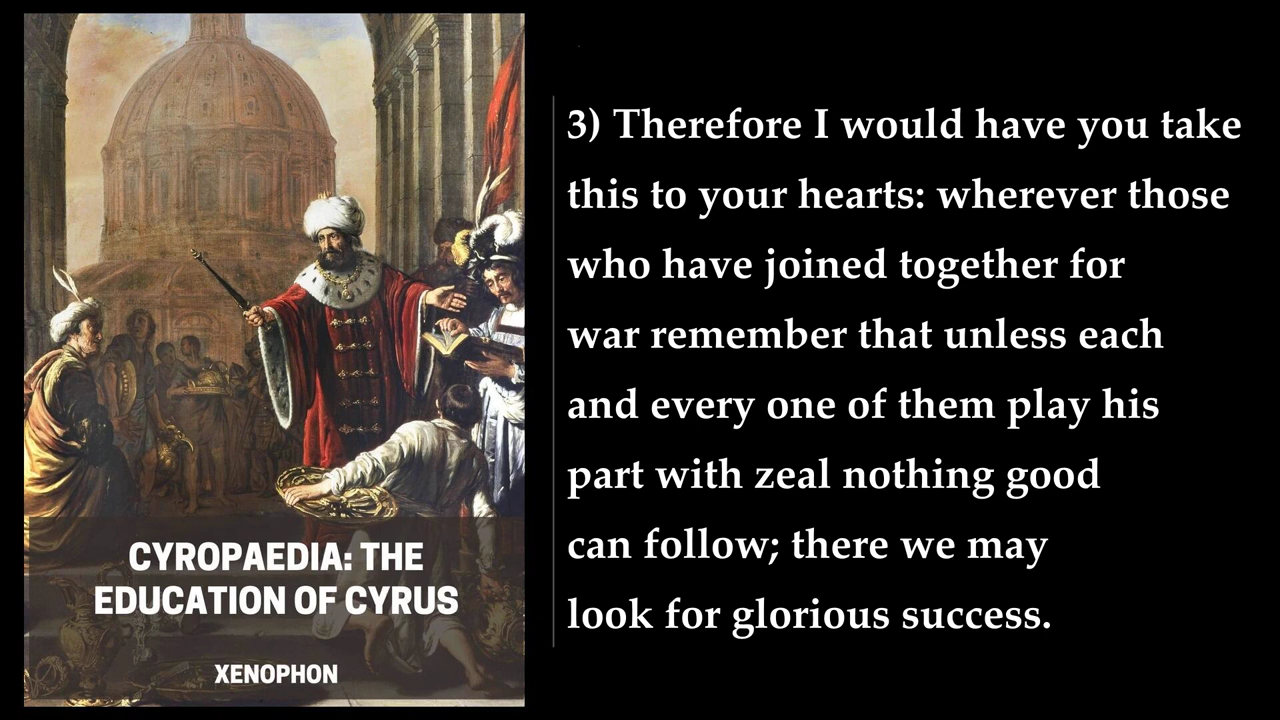 CYROPAEDIA: THE
EDUCATION OF CYRUS
XENOPHON
3) Therefore I would have you take
this to your hearts: wherever those
who have joined together for
war remember that unless each
and every one of them play his
part with zeal nothing good
can follow; there we may
look for glorious success.